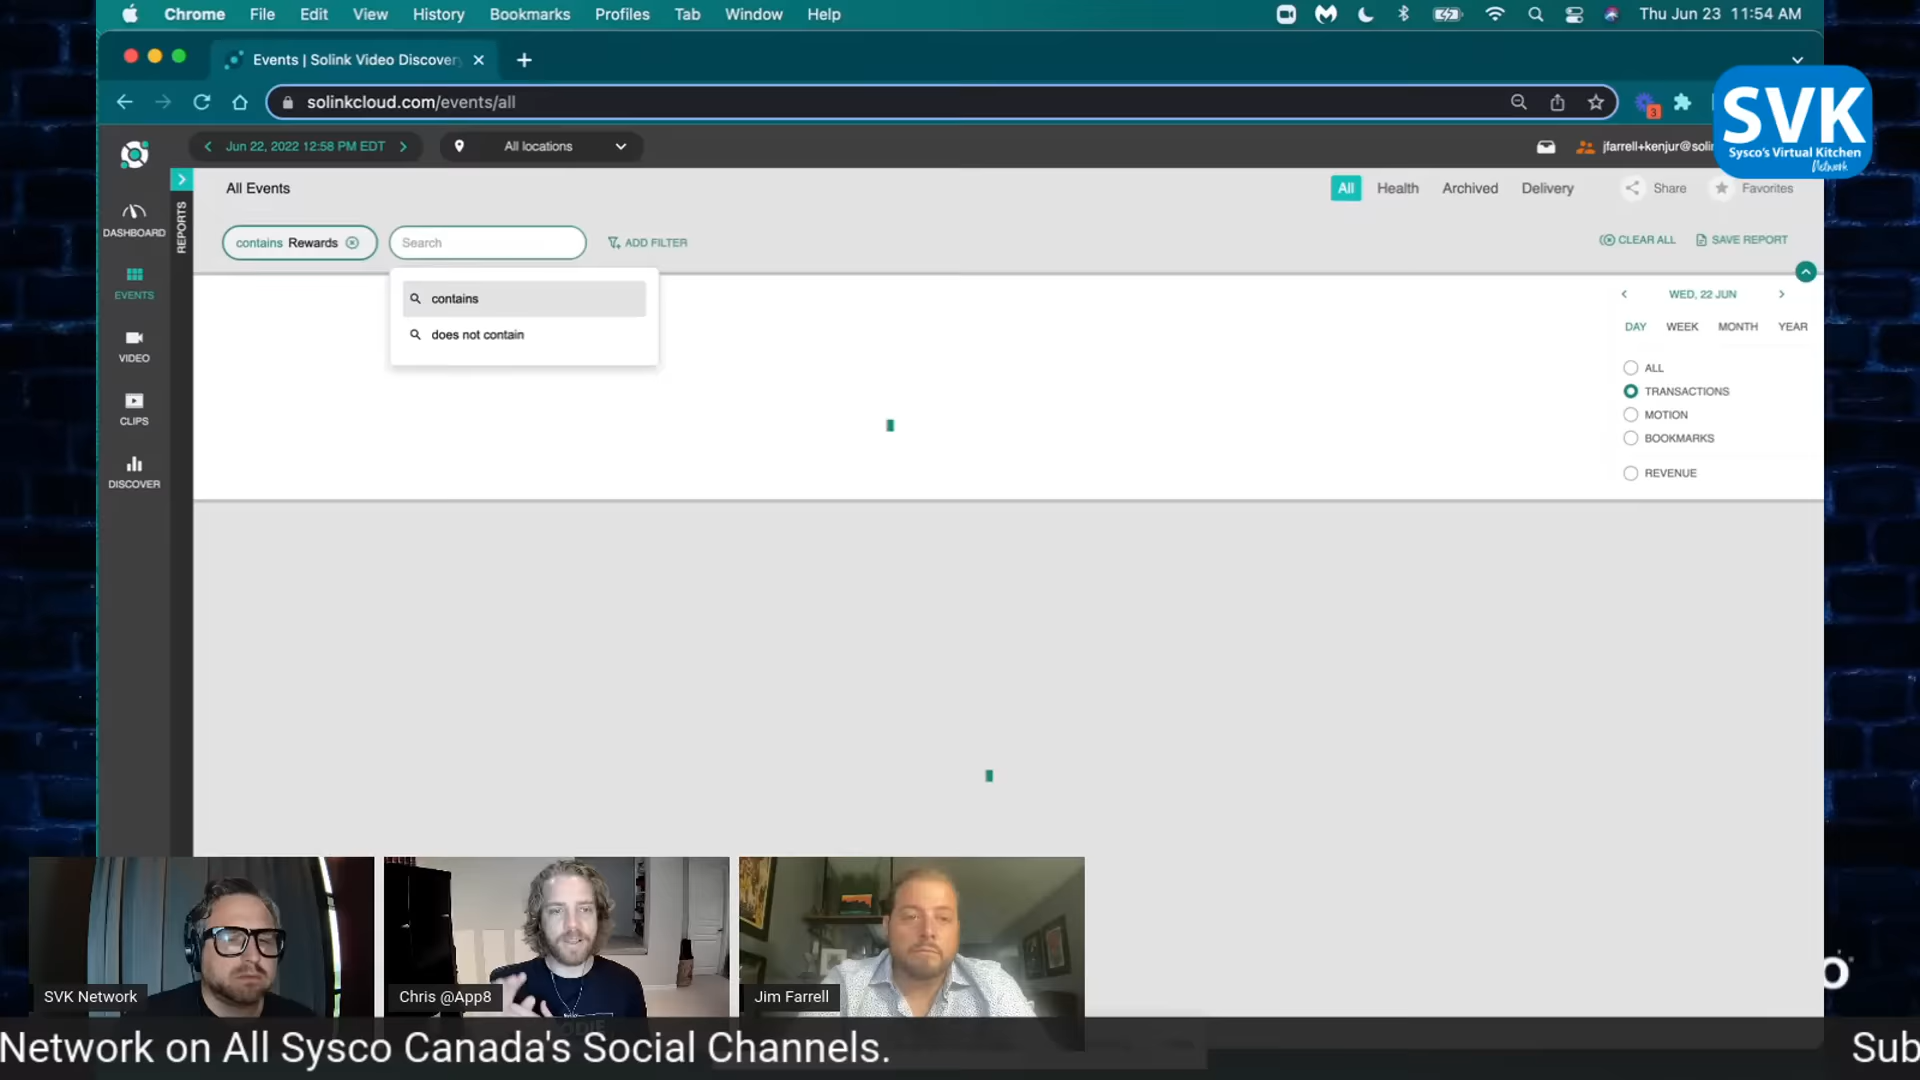 Chrome File Edit View History Bookmarks Profiles Tab Window Help
Thu Jun 23 11:54 AM
Events | Solink Video Discover
solinkcloud.com/events/all
3
SVK
Sysco's Virtual Kitchen
Network
Jun 22, 2022 12:58 PM EDT
All locations
jfarrell+kenjur@solin
All Events
All Health Archived Delivery Share Favorites
REPORTS
DASHBOARD
EVENTS
VIDEO
CLIPS
DISCOVER
contains Rewards
Search
ADD FILTER
CLEAR ALL
SAVE REPORT
contains
does not contain
WED, 22 JUN
DAY WEEK MONTH YEAR
ALL
TRANSACTIONS
MOTION
BOOKMARKS
REVENUE
SVK Network
Chris @App8
Jim Farrell
Network on All Sysco Canada's Social Channels.
Sub